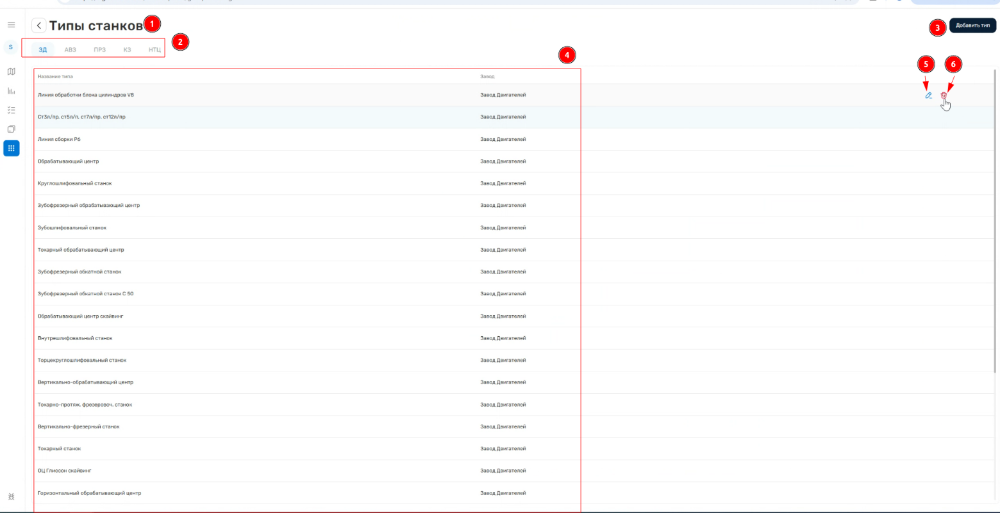 Типы станков 1
3 Добавить тип
2
S
ЗД АВЗ ПРЗ КЗ НТЦ
4
5 6
Название типа Завод
Линия обработки блока цилиндров V8 Завод Двигателей
Ст3л/пр, ст5л/п, ст7л/пр, ст12л/пр Завод Двигателей
Линия сборки Р6 Завод Двигателей
Обрабатывающий центр Завод Двигателей
Круглошлифовальный станок Завод Двигателей
Зубофрезерный обрабатывающий центр Завод Двигателей
Зубошлифовальный станок Завод Двигателей
Токарный обрабатывающий центр Завод Двигателей
Зубофрезерный обкатной станок Завод Двигателей
Зубофрезерный обкатной станок С 50 Завод Двигателей
Обрабатывающий центр скайвинг Завод Двигателей
Внутрешлифовальный станок Завод Двигателей
Торцекруглошлифовальный станок Завод Двигателей
Вертикально-обрабатывающий центр Завод Двигателей
Токарно-протяж. фрезеровоч. станок Завод Двигателей
Вертикально-фрезерный станок Завод Двигателей
Токарный станок Завод Двигателей
ОЦ Глиссон скайвинг Завод Двигателей
Горизонтальный обрабатывающий центр Завод Двигателей